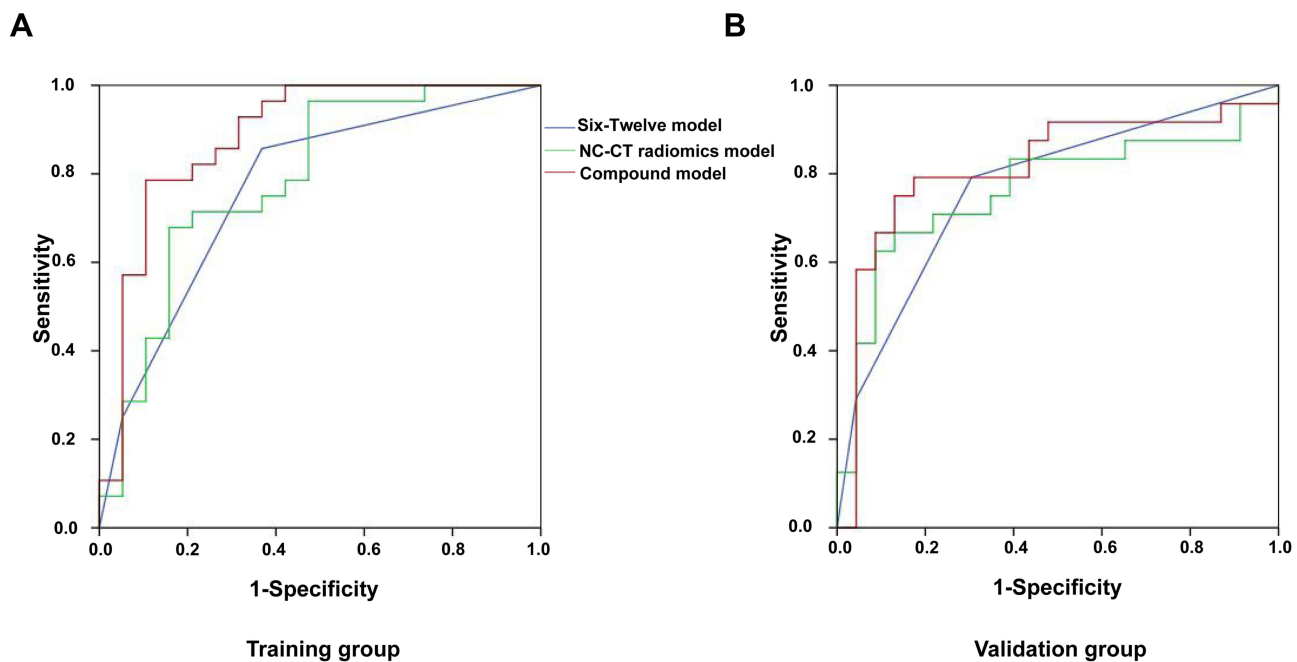 A
B
1.0
0.8
0.6
0.4
0.2
0.0
Sensitivity
0.0 0.2 0.4 0.6 0.8 1.0
1-Specificity
Training group
Six-Twelve model
NC-CT radiomics model
Compound model
1.0
0.8
0.6
0.4
0.2
0.0
Sensitivity
0.0 0.2 0.4 0.6 0.8 1.0
1-Specificity
Validation group